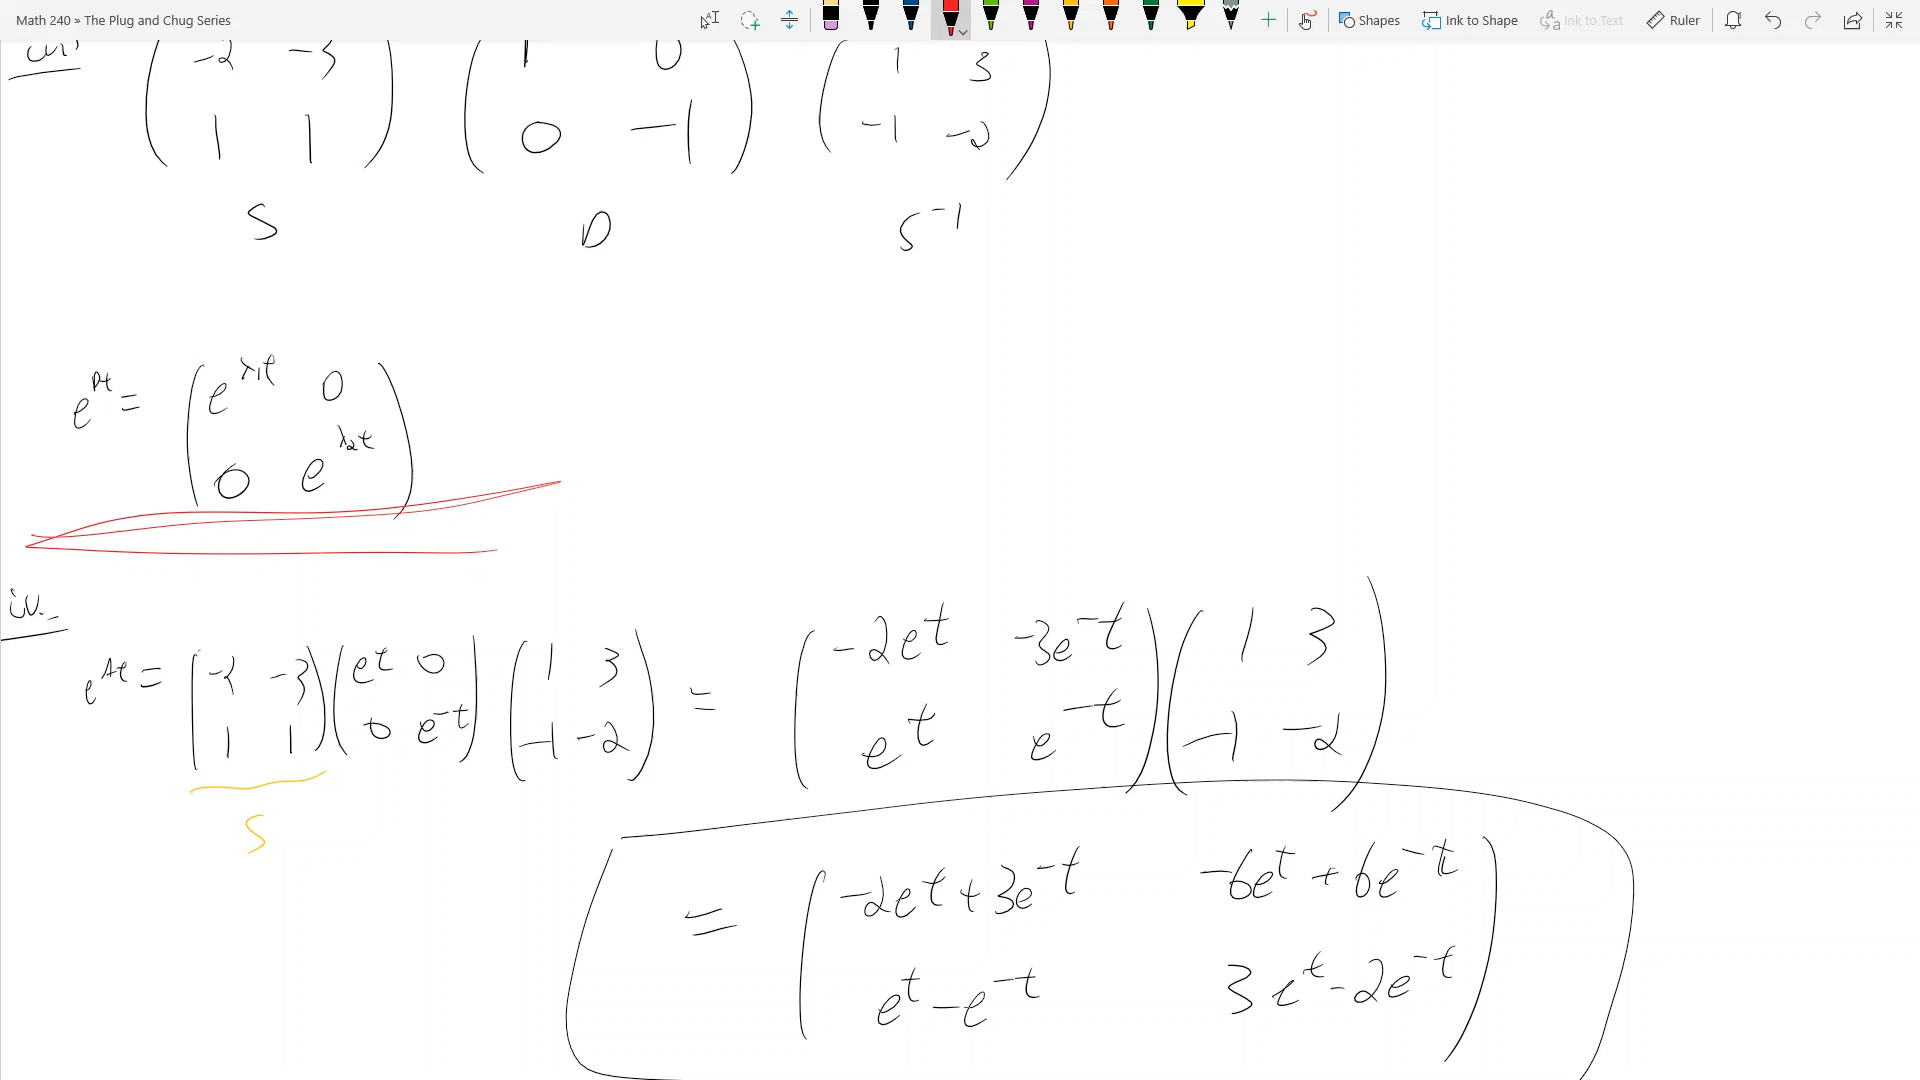 Math 240 » The Plug and Chug Series
Shapes Ink to Shape Ink to Text Ruler
iii.
( -2 -3 ) ( 1 0 ) ( 1 3 )
( 1 1 ) ( 0 -1 ) ( -1 -2 )
S D S⁻¹
e^Dt = ( e^λ₁t 0 )
( 0 e^λ₂t )
iv.
e^At = ( -2 -3 ) ( e^t 0 ) ( 1 3 ) = ( -2e^t -3e^-t ) ( 1 3 )
( 1 1 ) ( 0 e^-t ) ( -1 -2 ) ( e^t e^-t ) ( -1 -2 )
S
= ( -2e^t + 3e^-t -6e^t + 6e^-t )
( e^t - e^-t 3e^t - 2e^-t )